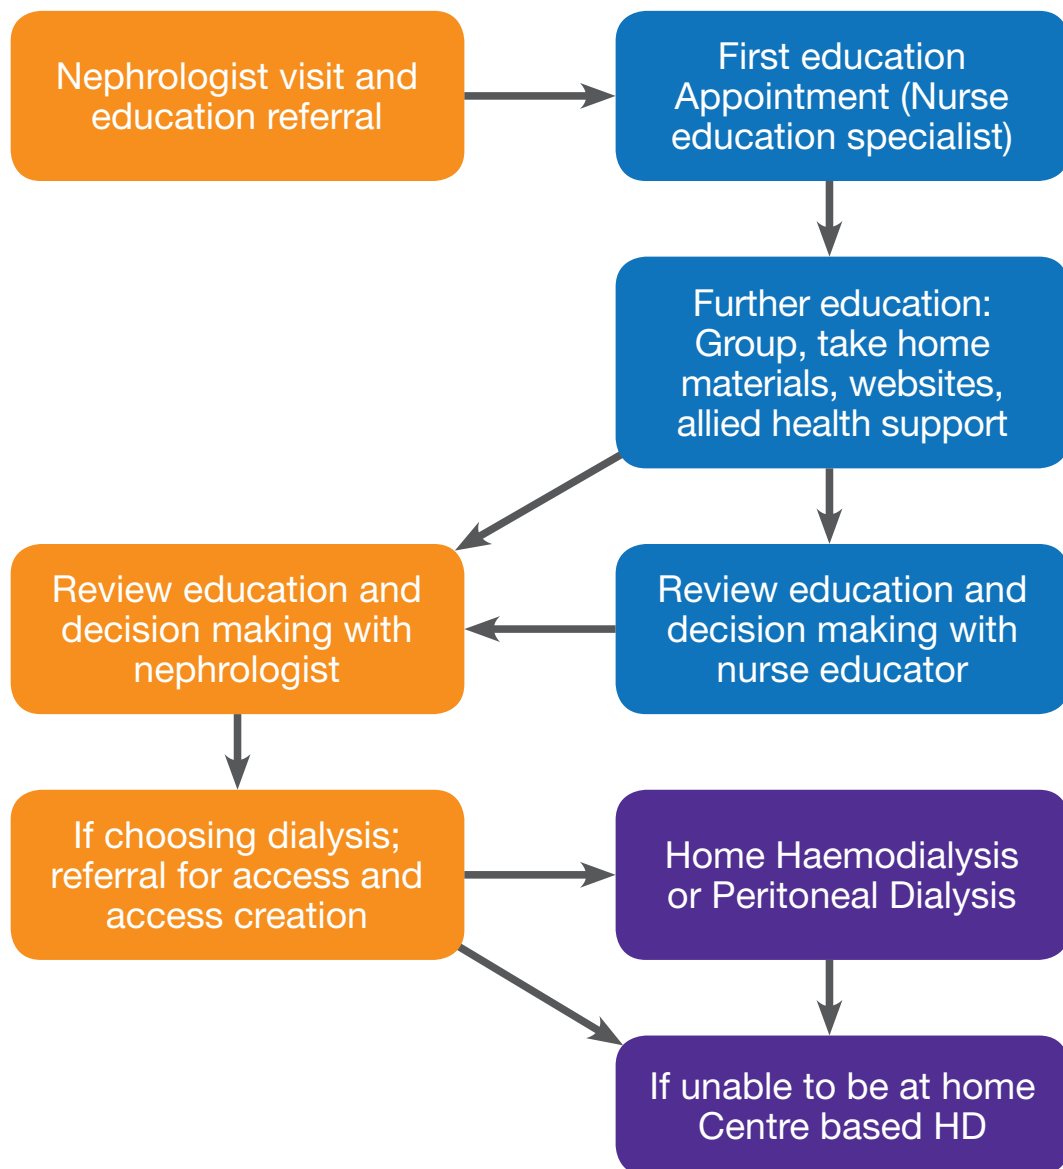 Nephrologist visit and
education referral
First education
Appointment (Nurse
education specialist)
Further education:
Group, take home
materials, websites,
allied health support
Review education and
decision making with
nephrologist
Review education and
decision making with
nurse educator
If choosing dialysis;
referral for access and
access creation
Home Haemodialysis
or Peritoneal Dialysis
If unable to be at home
Centre based HD